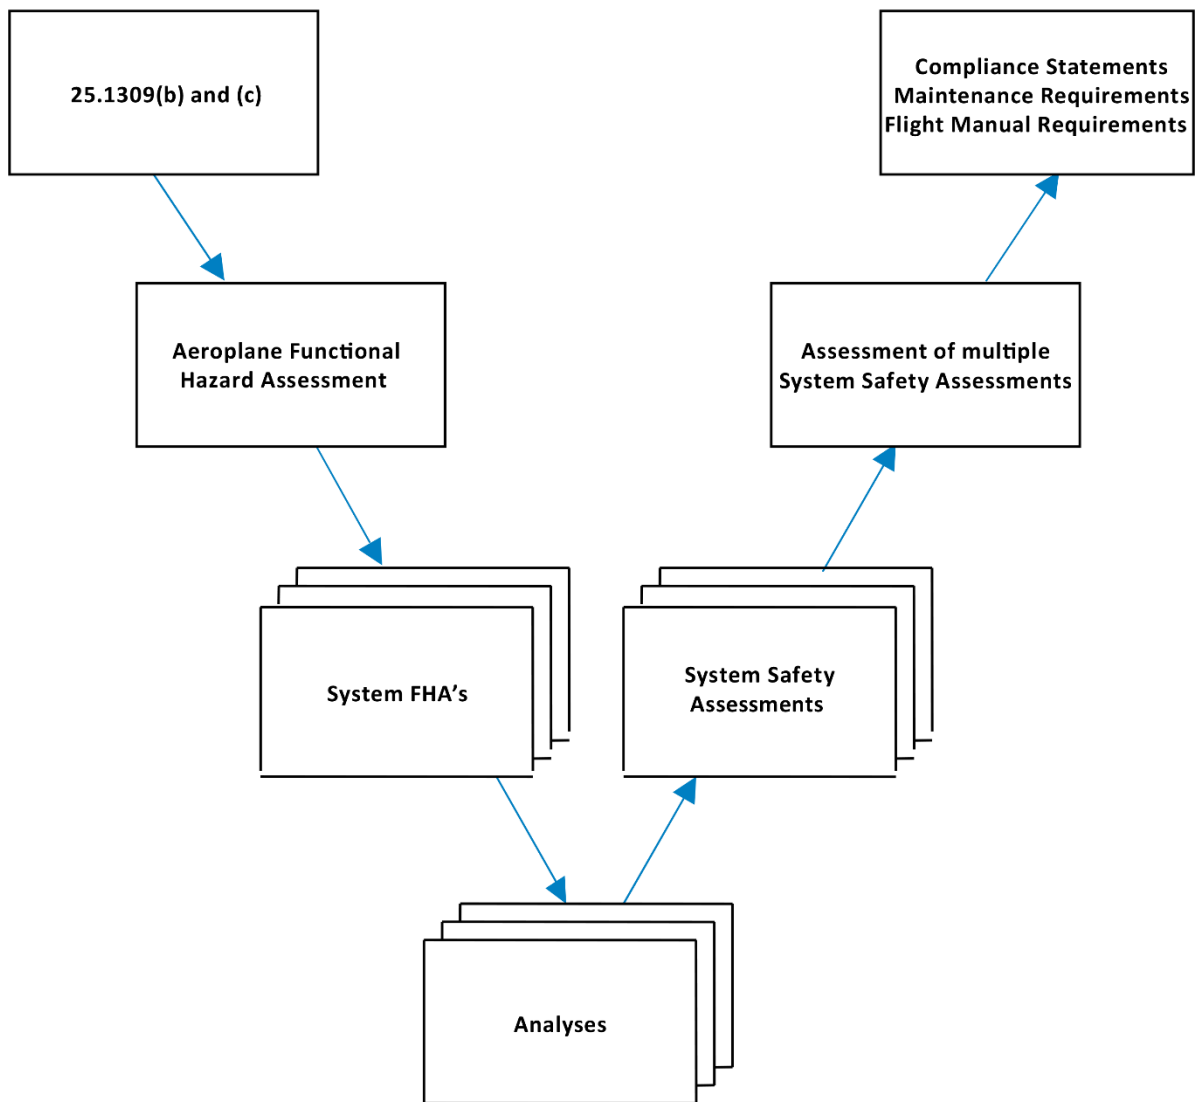 25.1309(b) and (c)
Compliance Statements
Maintenance Requirements
Flight Manual Requirements
Aeroplane Functional
Hazard Assessment
Assessment of multiple
System Safety Assessments
System FHA's
System Safety
Assessments
Analyses